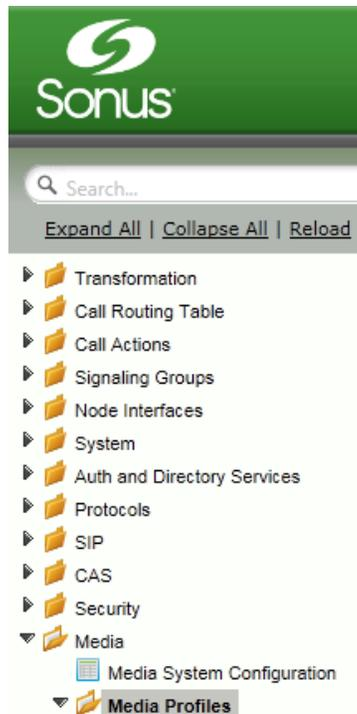 Sonus
Search...
Expand All | Collapse All | Reload
Transformation
Call Routing Table
Call Actions
Signaling Groups
Node Interfaces
System
Auth and Directory Services
Protocols
SIP
CAS
Security
Media
Media System Configuration
Media Profiles